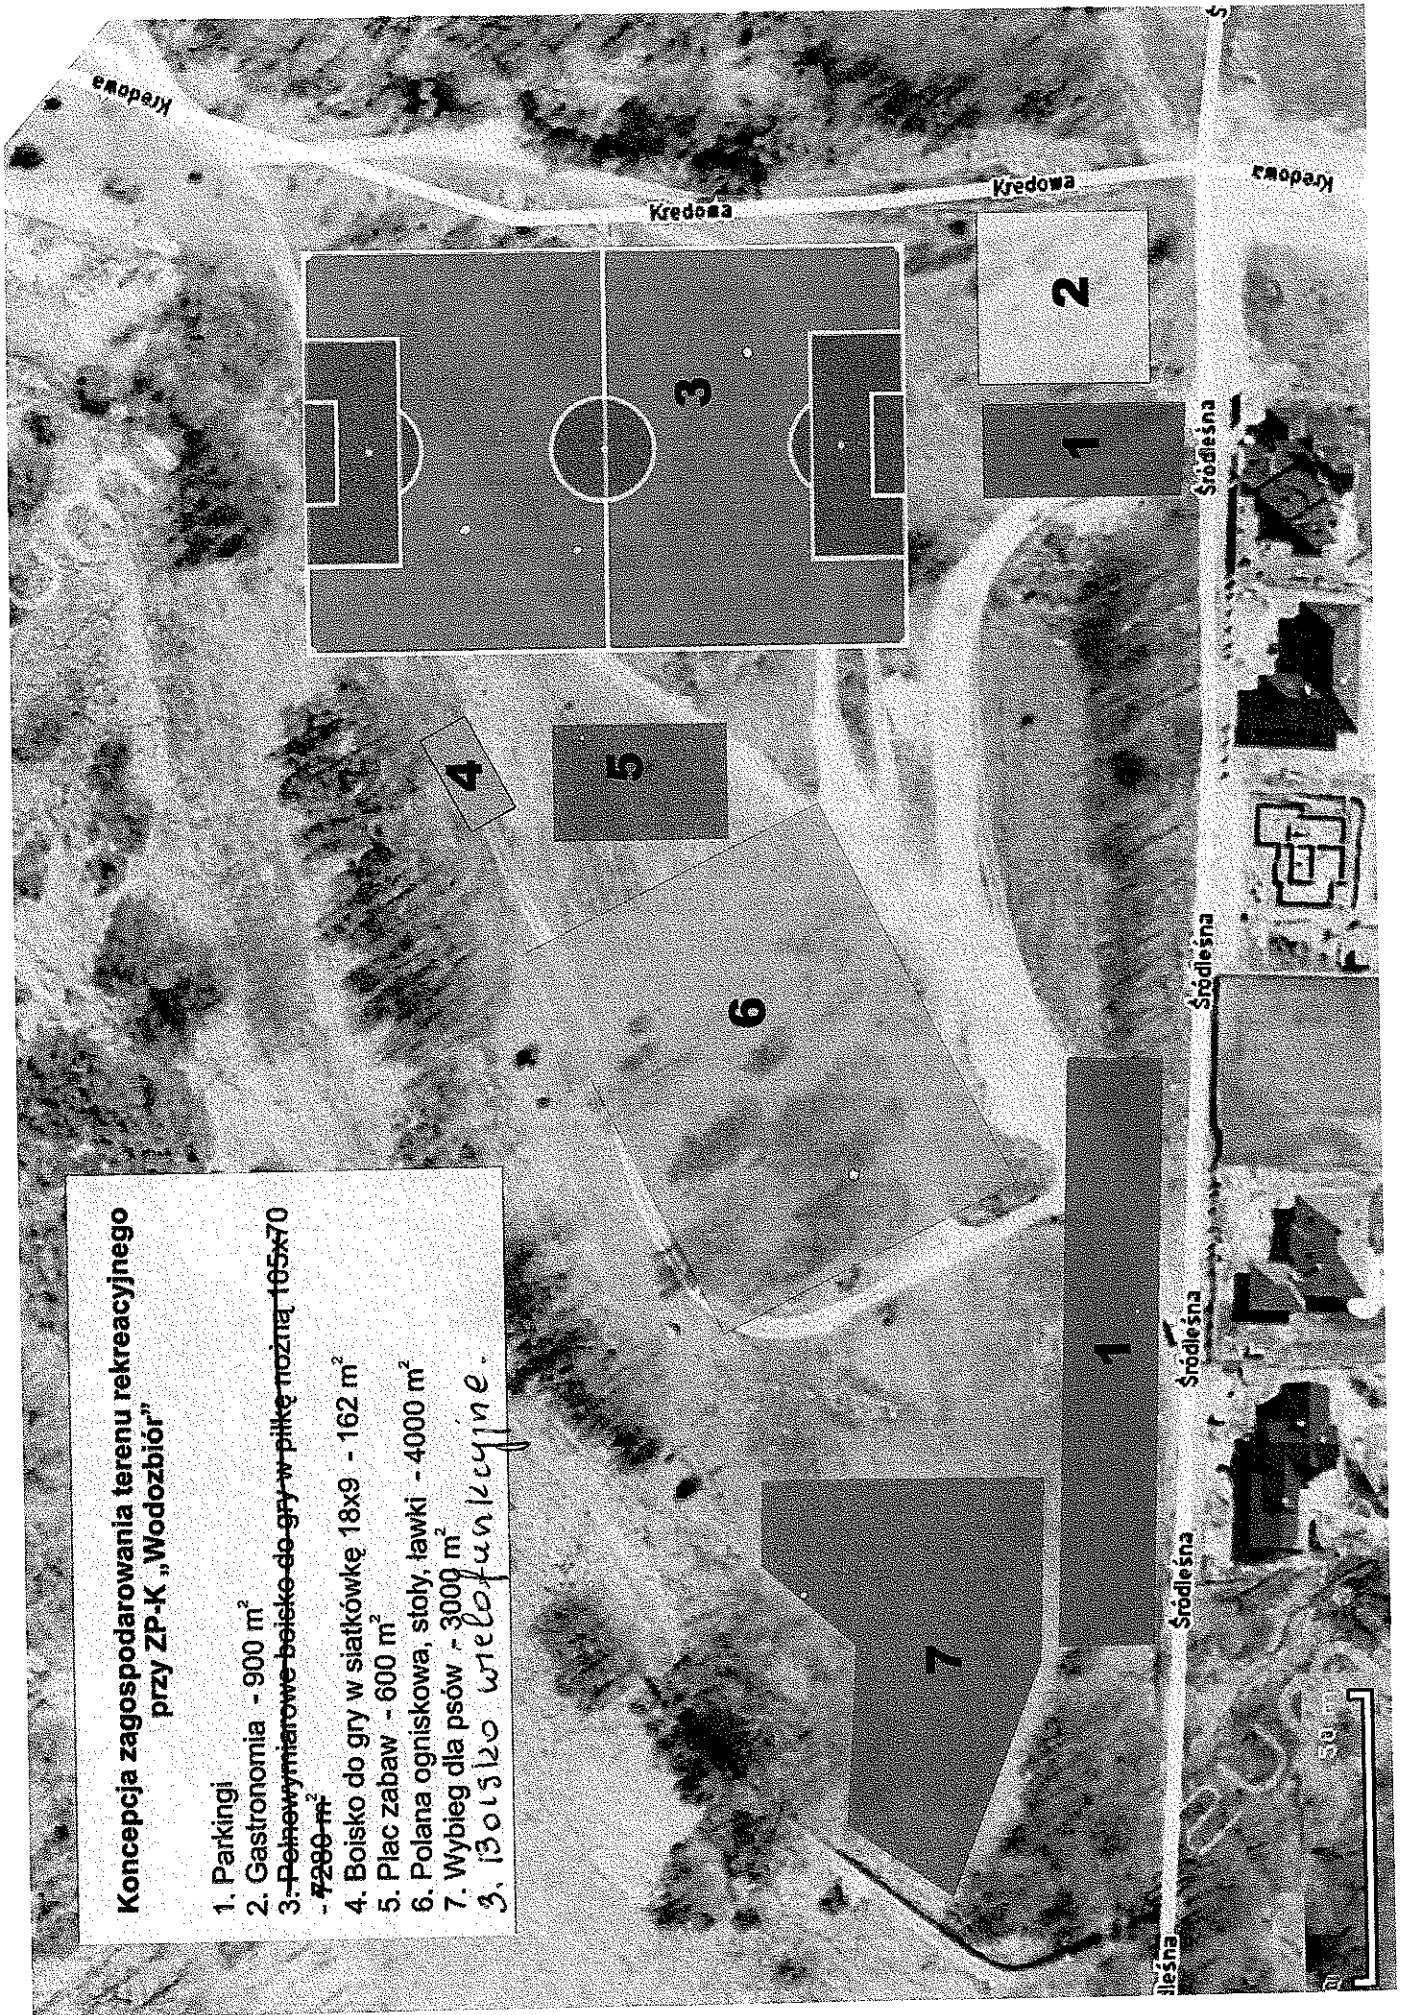 Koncepcja zagospodarowania terenu rekreacyjnego
przy ZP-K „Wodozbiór”
1. Parkingi
2. Gastronomia - 900 m²
3. Pełnowymiarowe boisko do gry w piłkę nożną 105x70
- 7280 m²
4. Boisko do gry w siatkówkę 18x9 - 162 m²
5. Plac zabaw - 600 m²
6. Polana ogniskowa, stoły, ławki - 4000 m²
7. Wybieg dla psów - 3000 m²
3. Boisko wielofunkcyjne.
Kredowa
Kredowa
Kredowa
Kredowa
2
3
1
4
5
6
1
7
Śródleśna
Śródleśna
Śródleśna
Śródleśna
dleśna
Ś
50 m